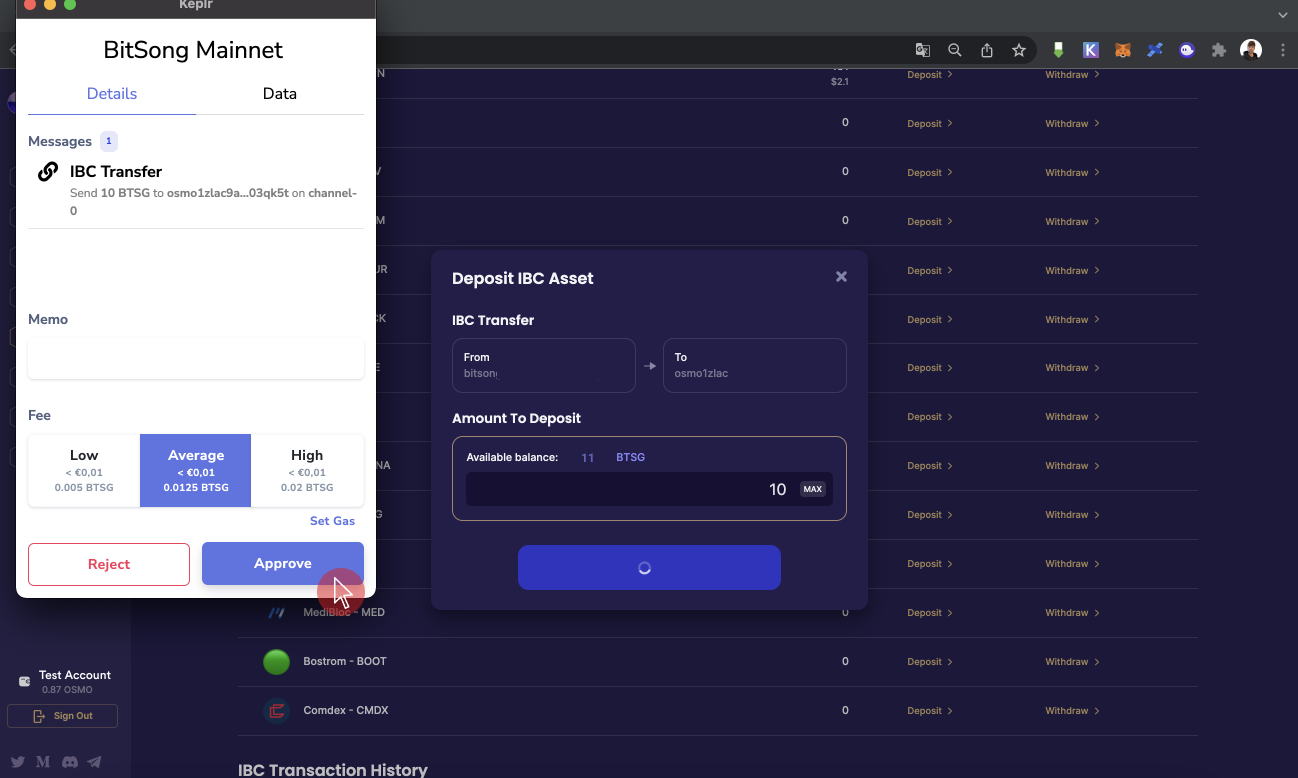 Keplr
BitSong Mainnet
Details
Data
Messages 1
IBC Transfer
Send 10 BTSG to osmo1zlac9a...03qk5t on channel-
0
Memo
Fee
Low
< €0,01
0.005 BTSG
Average
< €0,01
0.0125 BTSG
High
< €0,01
0.02 BTSG
Set Gas
Reject
Approve
N
$2.1
Deposit
Withdraw
0
Deposit
Withdraw
V
0
Deposit
Withdraw
M
0
Deposit
Withdraw
UR
Deposit
Withdraw
CK
Deposit
Withdraw
E
Deposit
Withdraw
Deposit
Withdraw
NA
Deposit
Withdraw
G
Deposit
Withdraw
Deposit
Withdraw
Deposit IBC Asset
IBC Transfer
From
bitsong
To
osmo1zlac
Amount To Deposit
Available balance: 11 BTSG
10 MAX
MediBloc - MED
0
Deposit
Withdraw
Bostrom - BOOT
0
Deposit
Withdraw
Comdex - CMDX
0
Deposit
Withdraw
IBC Transaction History
Test Account
0.87 OSMO
Sign Out